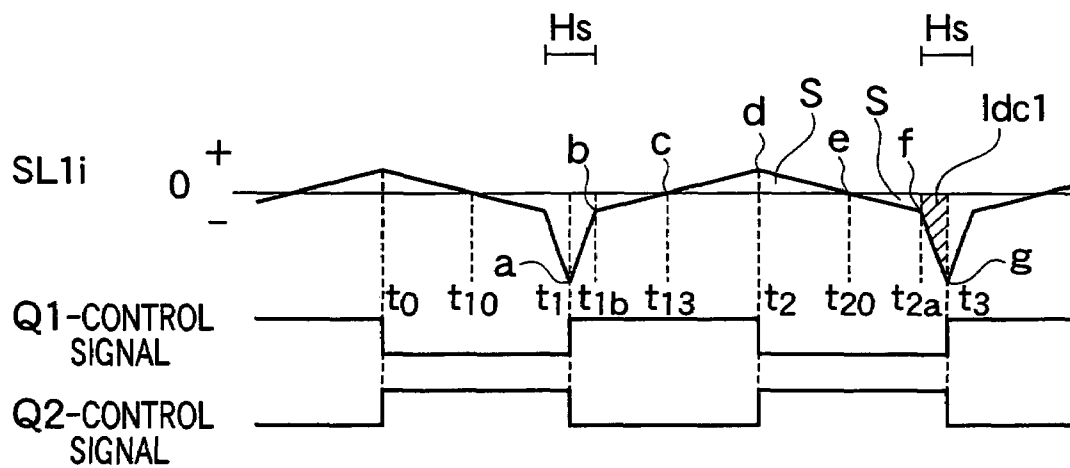 Hs Hs
S S Idc1
d
b c e f
SL1i 0 + -
a g
t0 t10 t1 t1b t13 t2 t20 t2a t3
Q1-CONTROL
SIGNAL
Q2-CONTROL
SIGNAL